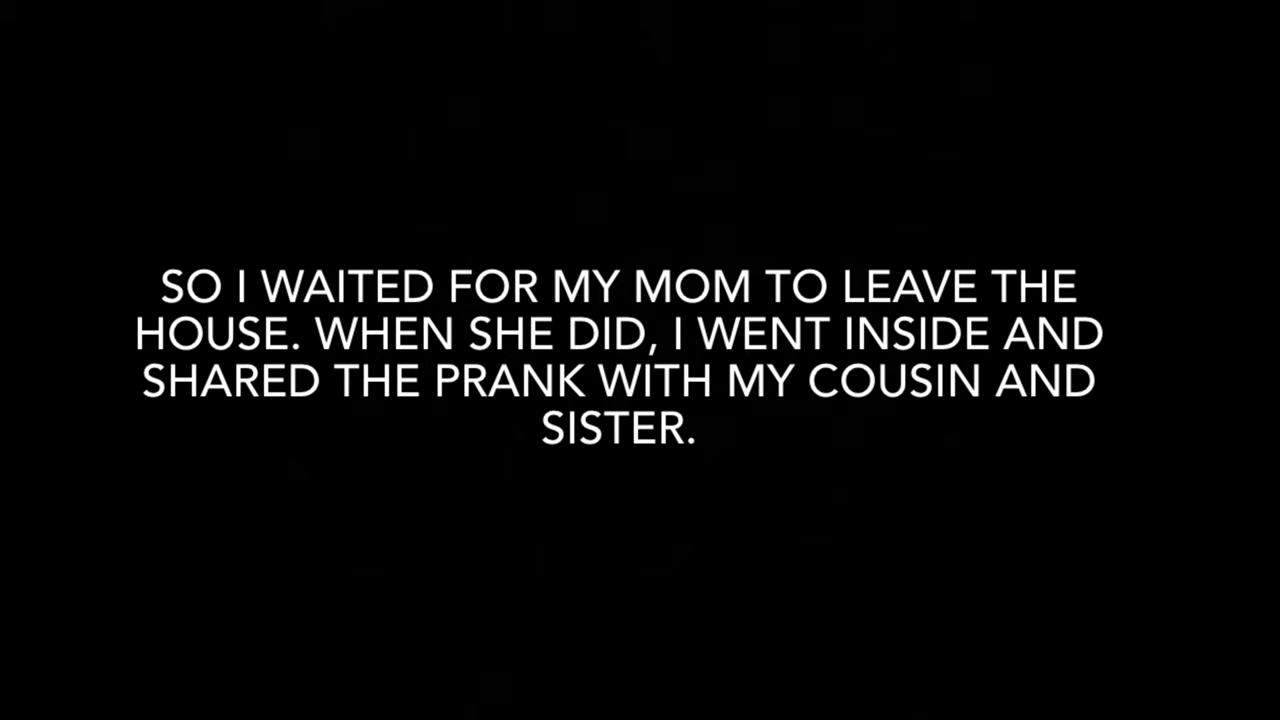 SO I WAITED FOR MY MOM TO LEAVE THE
HOUSE. WHEN SHE DID, I WENT INSIDE AND
SHARED THE PRANK WITH MY COUSIN AND
SISTER.